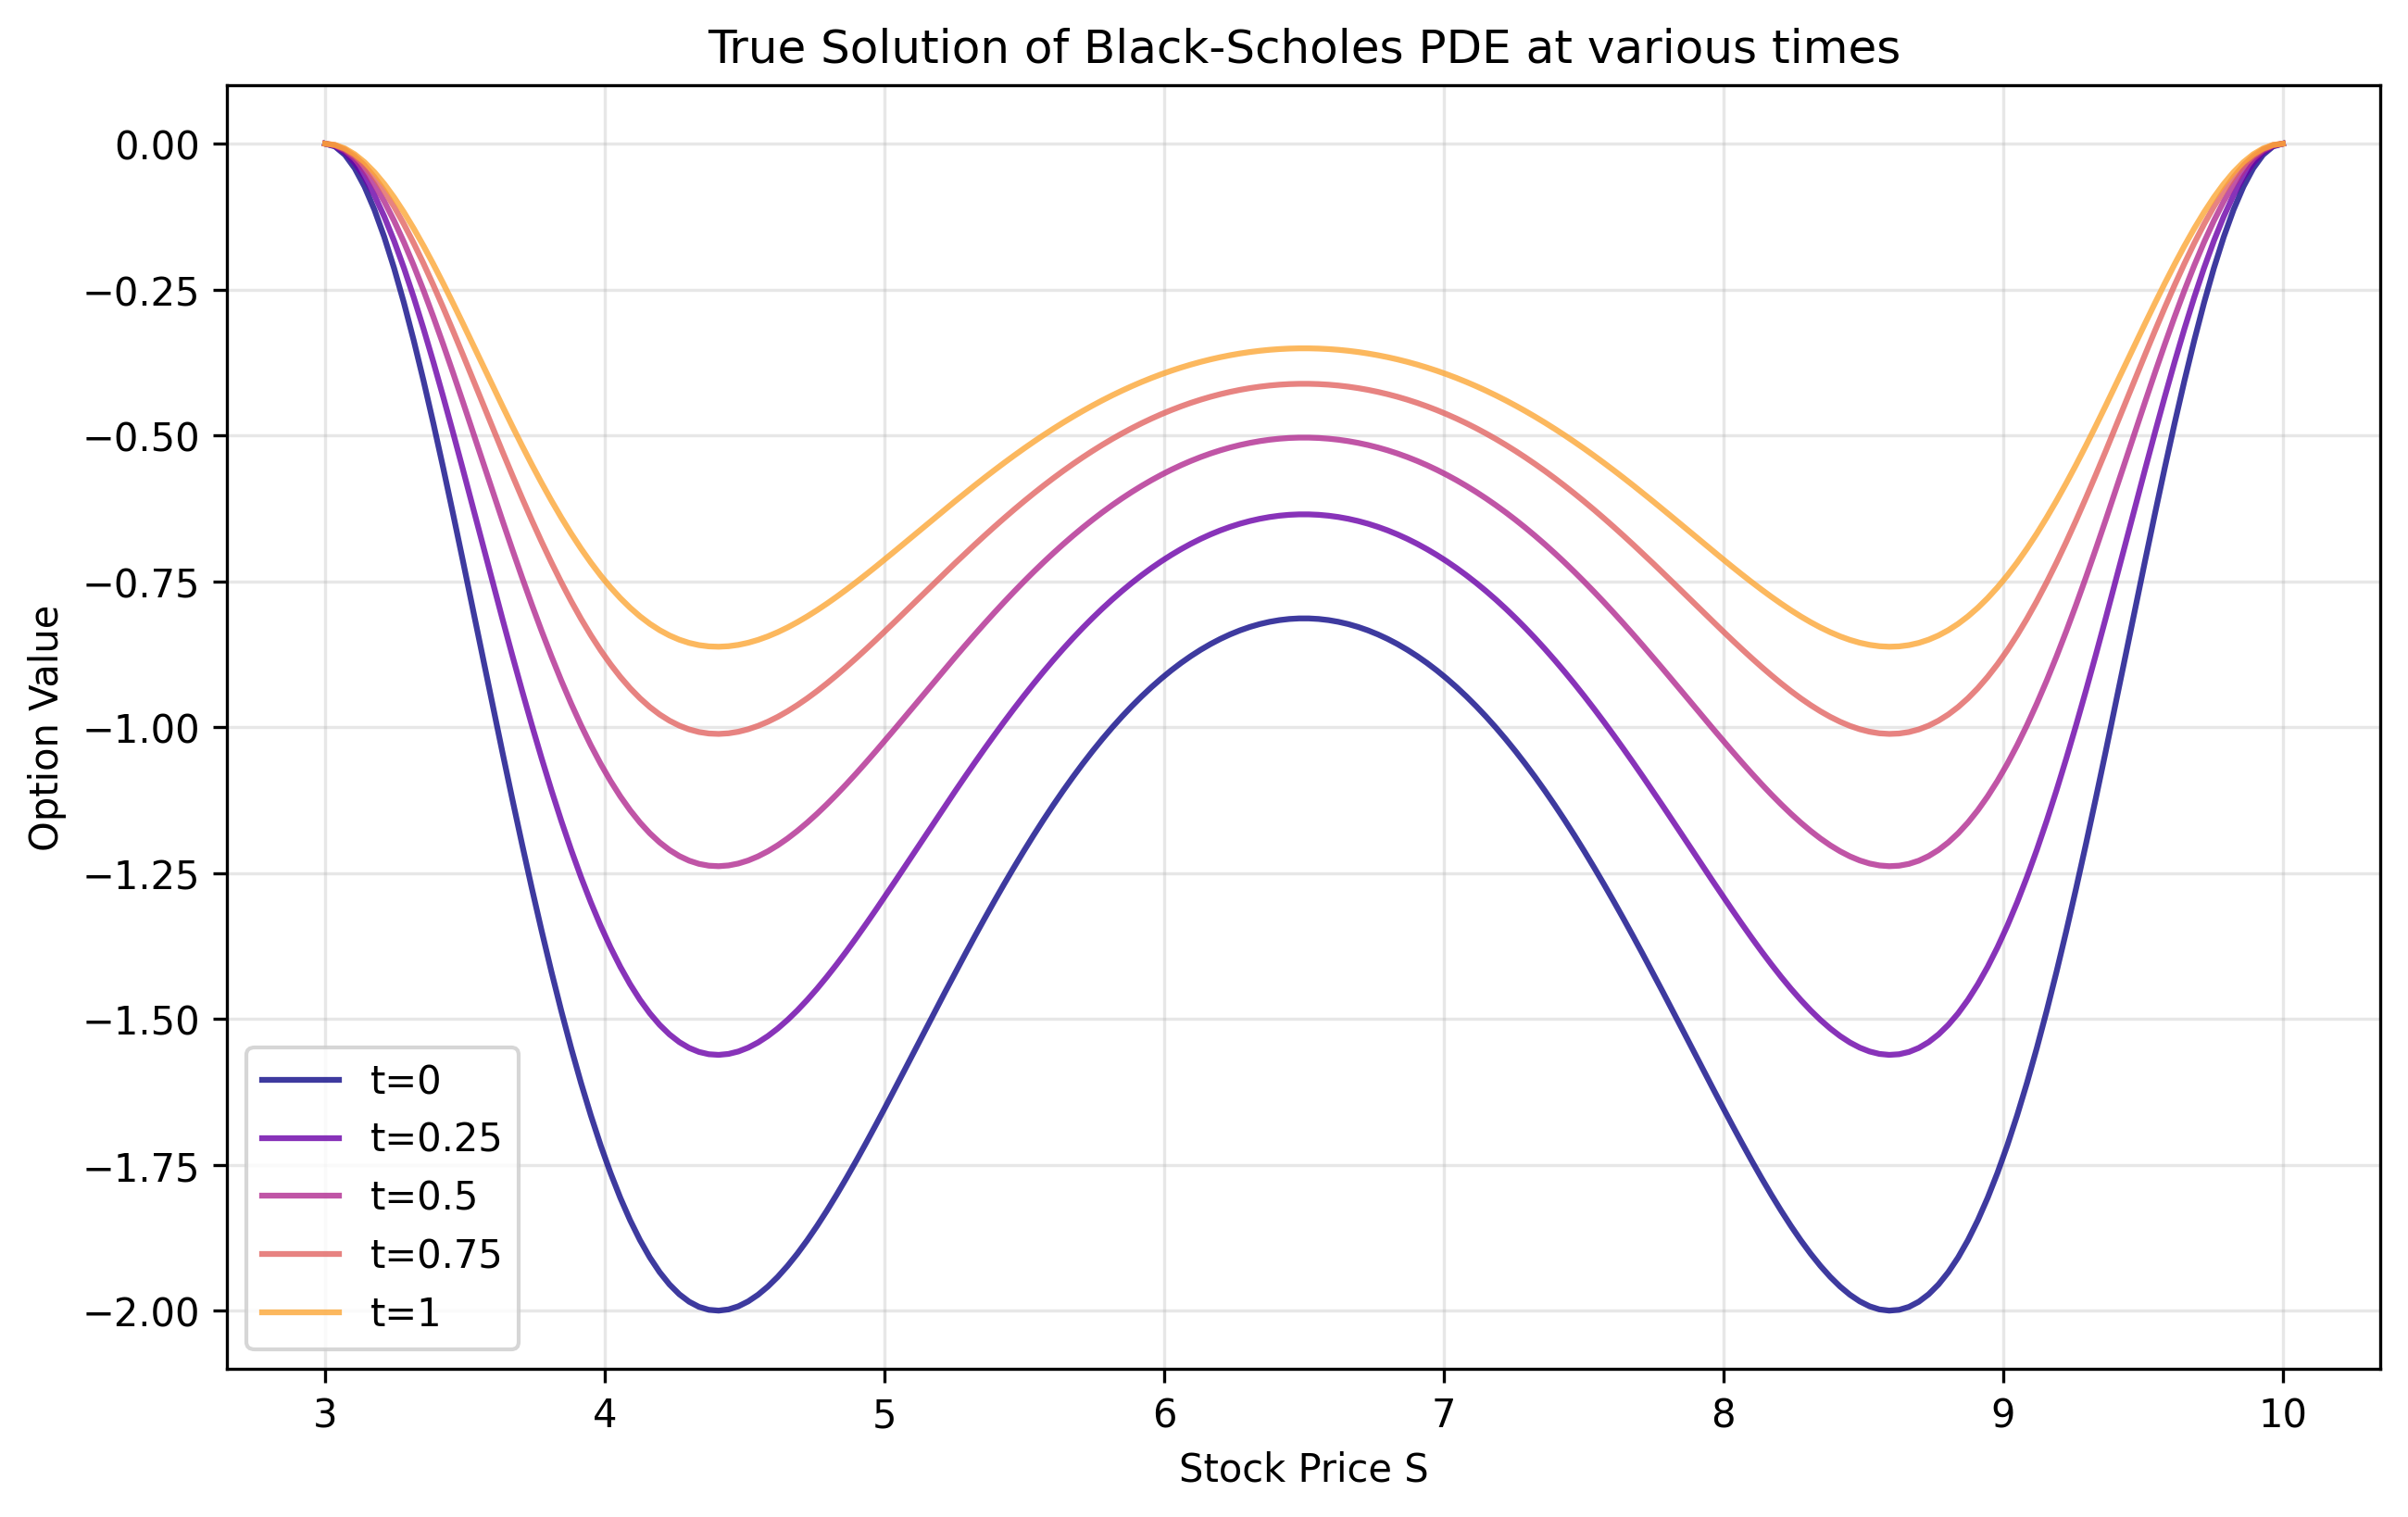 True Solution of Black-Scholes PDE at various times
Option Value
0.00
−0.25
−0.50
−0.75
−1.00
−1.25
−1.50
−1.75
−2.00
t=0
t=0.25
t=0.5
t=0.75
t=1
3 4 5 6 7 8 9 10
Stock Price S